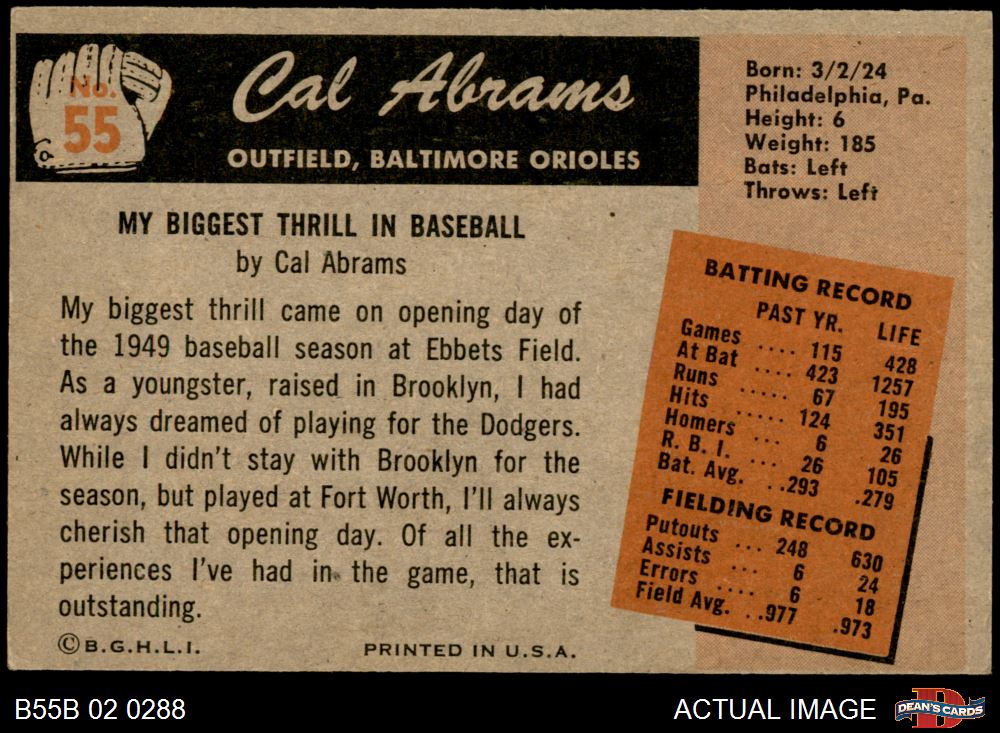 No.
55
Cal Abrams
OUTFIELD, BALTIMORE ORIOLES
Born: 3/2/24
Philadelphia, Pa.
Height: 6
Weight: 185
Bats: Left
Throws: Left
MY BIGGEST THRILL IN BASEBALL
by Cal Abrams
My biggest thrill came on opening day of
the 1949 baseball season at Ebbets Field.
As a youngster, raised in Brooklyn, I had
always dreamed of playing for the Dodgers.
While I didn't stay with Brooklyn for the
season, but played at Fort Worth, I'll always
cherish that opening day. Of all the ex-
periences I've had in the game, that is
outstanding.
©B.G.H.L.I.
PRINTED IN U.S.A.
BATTING RECORD
PAST YR. LIFE
Games .... 115 428
At Bat .... 423 1257
Runs ..... 67 195
Hits ..... 124 351
Homers ... 6 26
R. B. I. ... 26 105
Bat. Avg. ..293 .279
FIELDING RECORD
Putouts ... 248 630
Assists ... 6 24
Errors .... 6 18
Field Avg. ..977 .973
B55B 02 0288
ACTUAL IMAGE
D
DEAN'S CARDS